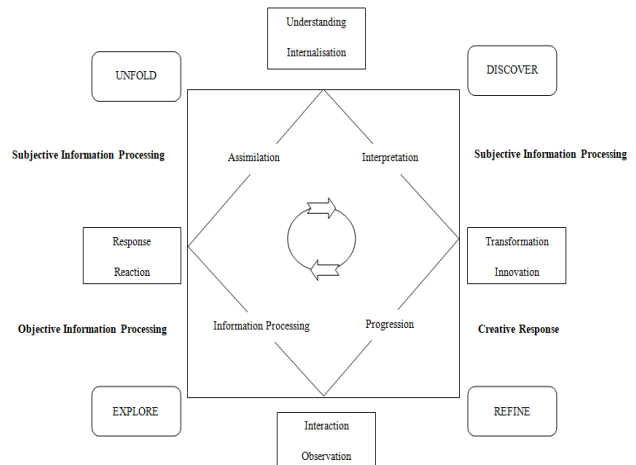 Understanding
Internalisation
UNFOLD
DISCOVER
Subjective Information Processing
Assimilation
Interpretation
Subjective Information Processing
Response
Reaction
Transformation
Innovation
Objective Information Processing
Information Processing
Progression
Creative Response
EXPLORE
REFINE
Interaction
Observation